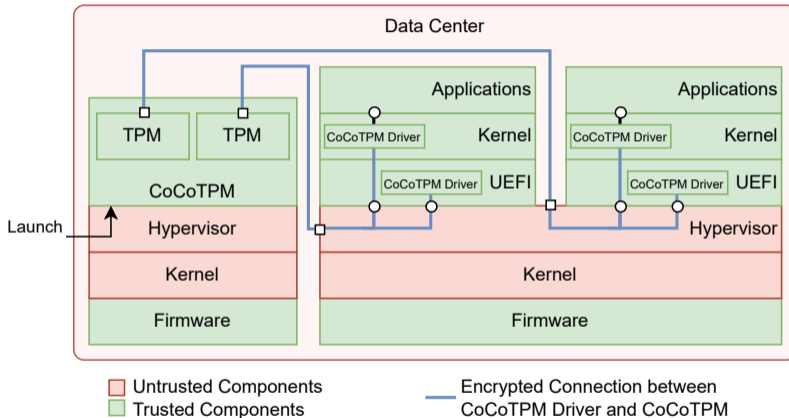 Data Center
Applications
Applications
TPM
TPM
CoCoTPM Driver
Kernel
CoCoTPM Driver
Kernel
CoCoTPM
CoCoTPM Driver
UEFI
CoCoTPM Driver
UEFI
Launch
Hypervisor
Hypervisor
Kernel
Kernel
Firmware
Firmware
Untrusted Components
Trusted Components
Encrypted Connection between
CoCoTPM Driver and CoCoTPM